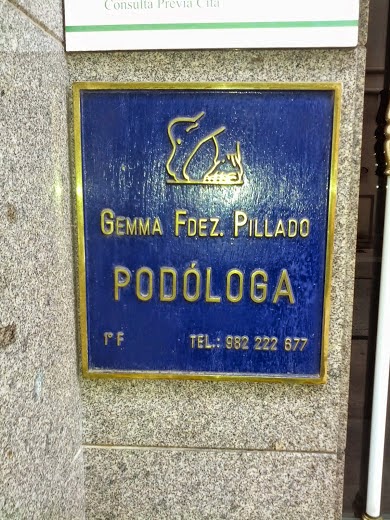 Consulta Previa Cita
GEMMA FDEZ. PILLADO
PODÓLOGA
1º F TEL.: 982 222 677